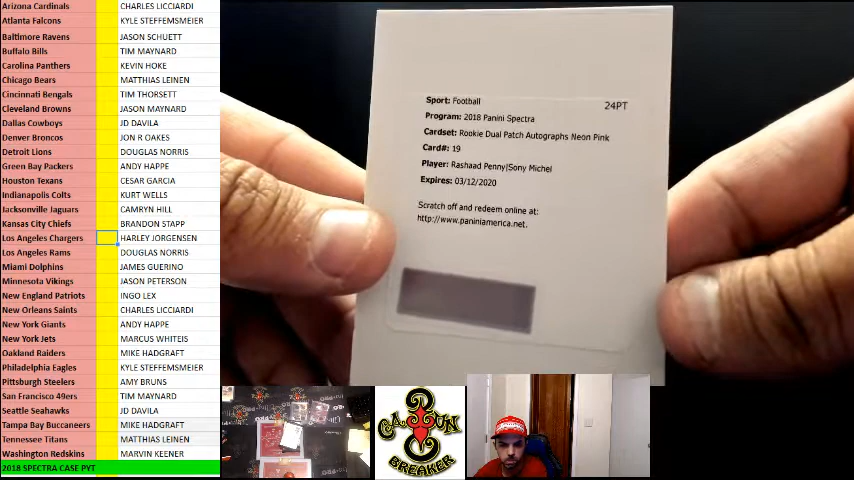 Arizona Cardinals CHARLES LICCIARDI
Atlanta Falcons KYLE STEFFEMSMEIER
Baltimore Ravens JASON SCHUETT
Buffalo Bills TIM MAYNARD
Carolina Panthers KEVIN HOKE
Chicago Bears MATTHIAS LEINEN
Cincinnati Bengals TIM THORSETT
Cleveland Browns JASON MAYNARD
Dallas Cowboys JD DAVILA
Denver Broncos JON R OAKES
Detroit Lions DOUGLAS NORRIS
Green Bay Packers ANDY HAPPE
Houston Texans CESAR GARCIA
Indianapolis Colts KURT WELLS
Jacksonville Jaguars CAMRYN HILL
Kansas City Chiefs BRANDON STAPP
Los Angeles Chargers HARLEY JORGENSEN
Los Angeles Rams DOUGLAS NORRIS
Miami Dolphins JAMES GUERINO
Minnesota Vikings JASON PETERSON
New England Patriots INGO LEX
New Orleans Saints CHARLES LICCIARDI
New York Giants ANDY HAPPE
New York Jets MARCUS WHITEIS
Oakland Raiders MIKE HADGRAFT
Philadelphia Eagles KYLE STEFFEMSMEIER
Pittsburgh Steelers AMY BRUNS
San Francisco 49ers TIM MAYNARD
Seattle Seahawks JD DAVILA
Tampa Bay Buccaneers MIKE HADGRAFT
Tennessee Titans MATTHIAS LEINEN
Washington Redskins MARVIN KEENER
2018 SPECTRA CASE PYT
Sport: Football 24PT
Program: 2018 Panini Spectra
Cardset: Rookie Dual Patch Autographs Neon Pink
Card#: 19
Player: Rashaad Penny|Sony Michel
Expires: 03/12/2020
Scratch off and redeem online at:
http://www.paniniamerica.net.
CAJUN
BREAKER